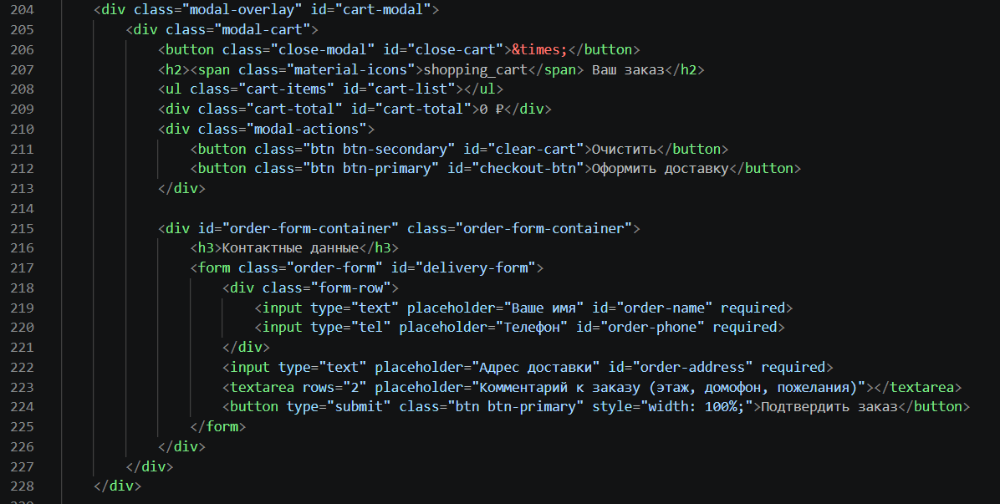 204 <div class="modal-overlay" id="cart-modal">
205 <div class="modal-cart">
206 <button class="close-modal" id="close-cart">&times;</button>
207 <h2><span class="material-icons">shopping_cart</span> Ваш заказ</h2>
208 <ul class="cart-items" id="cart-list"></ul>
209 <div class="cart-total" id="cart-total">0 ₽</div>
210 <div class="modal-actions">
211 <button class="btn btn-secondary" id="clear-cart">Очистить</button>
212 <button class="btn btn-primary" id="checkout-btn">Оформить доставку</button>
213 </div>
214
215 <div id="order-form-container" class="order-form-container">
216 <h3>Контактные данные</h3>
217 <form class="order-form" id="delivery-form">
218 <div class="form-row">
219 <input type="text" placeholder="Ваше имя" id="order-name" required>
220 <input type="tel" placeholder="Телефон" id="order-phone" required>
221 </div>
222 <input type="text" placeholder="Адрес доставки" id="order-address" required>
223 <textarea rows="2" placeholder="Комментарий к заказу (этаж, домофон, пожелания)"></textarea>
224 <button type="submit" class="btn btn-primary" style="width: 100%;">Подтвердить заказ</button>
225 </form>
226 </div>
227 </div>
228 </div>